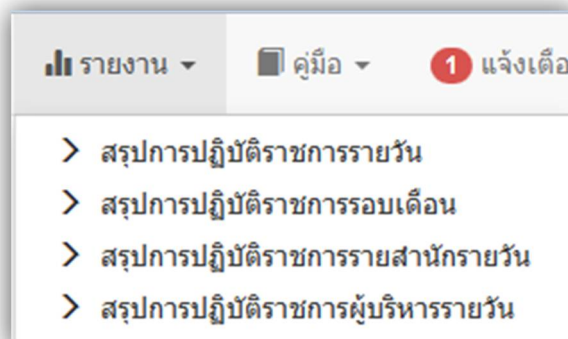 รายงาน คู่มือ 1 แจ้งเตือ
สรุปการปฏิบัติราชการรายวัน
สรุปการปฏิบัติราชการรอบเดือน
สรุปการปฏิบัติราชการรายสำนักรายวัน
สรุปการปฏิบัติราชการผู้บริหารรายวัน